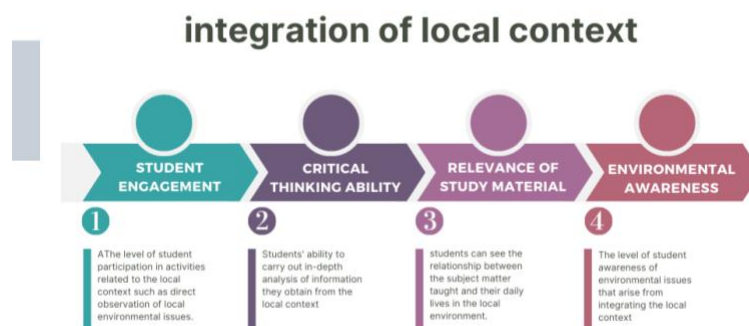 integration of local context
STUDENT
ENGAGEMENT
CRITICAL
THINKING ABILITY
RELEVANCE OF
STUDY MATERIAL
ENVIRONMENTAL
AWARENESS
1
AThe level of student
participation in activities
related to the local
context such as direct
observation of local
environmental issues.
2
Students' ability to
carry out in-depth
analysis of information
they obtain from the
local context
3
students can see the
relationship between
the subject matter
taught and their daily
lives in the local
environment.
4
The level of student
awareness of
environmental issues
that arise from
integrating the local
context